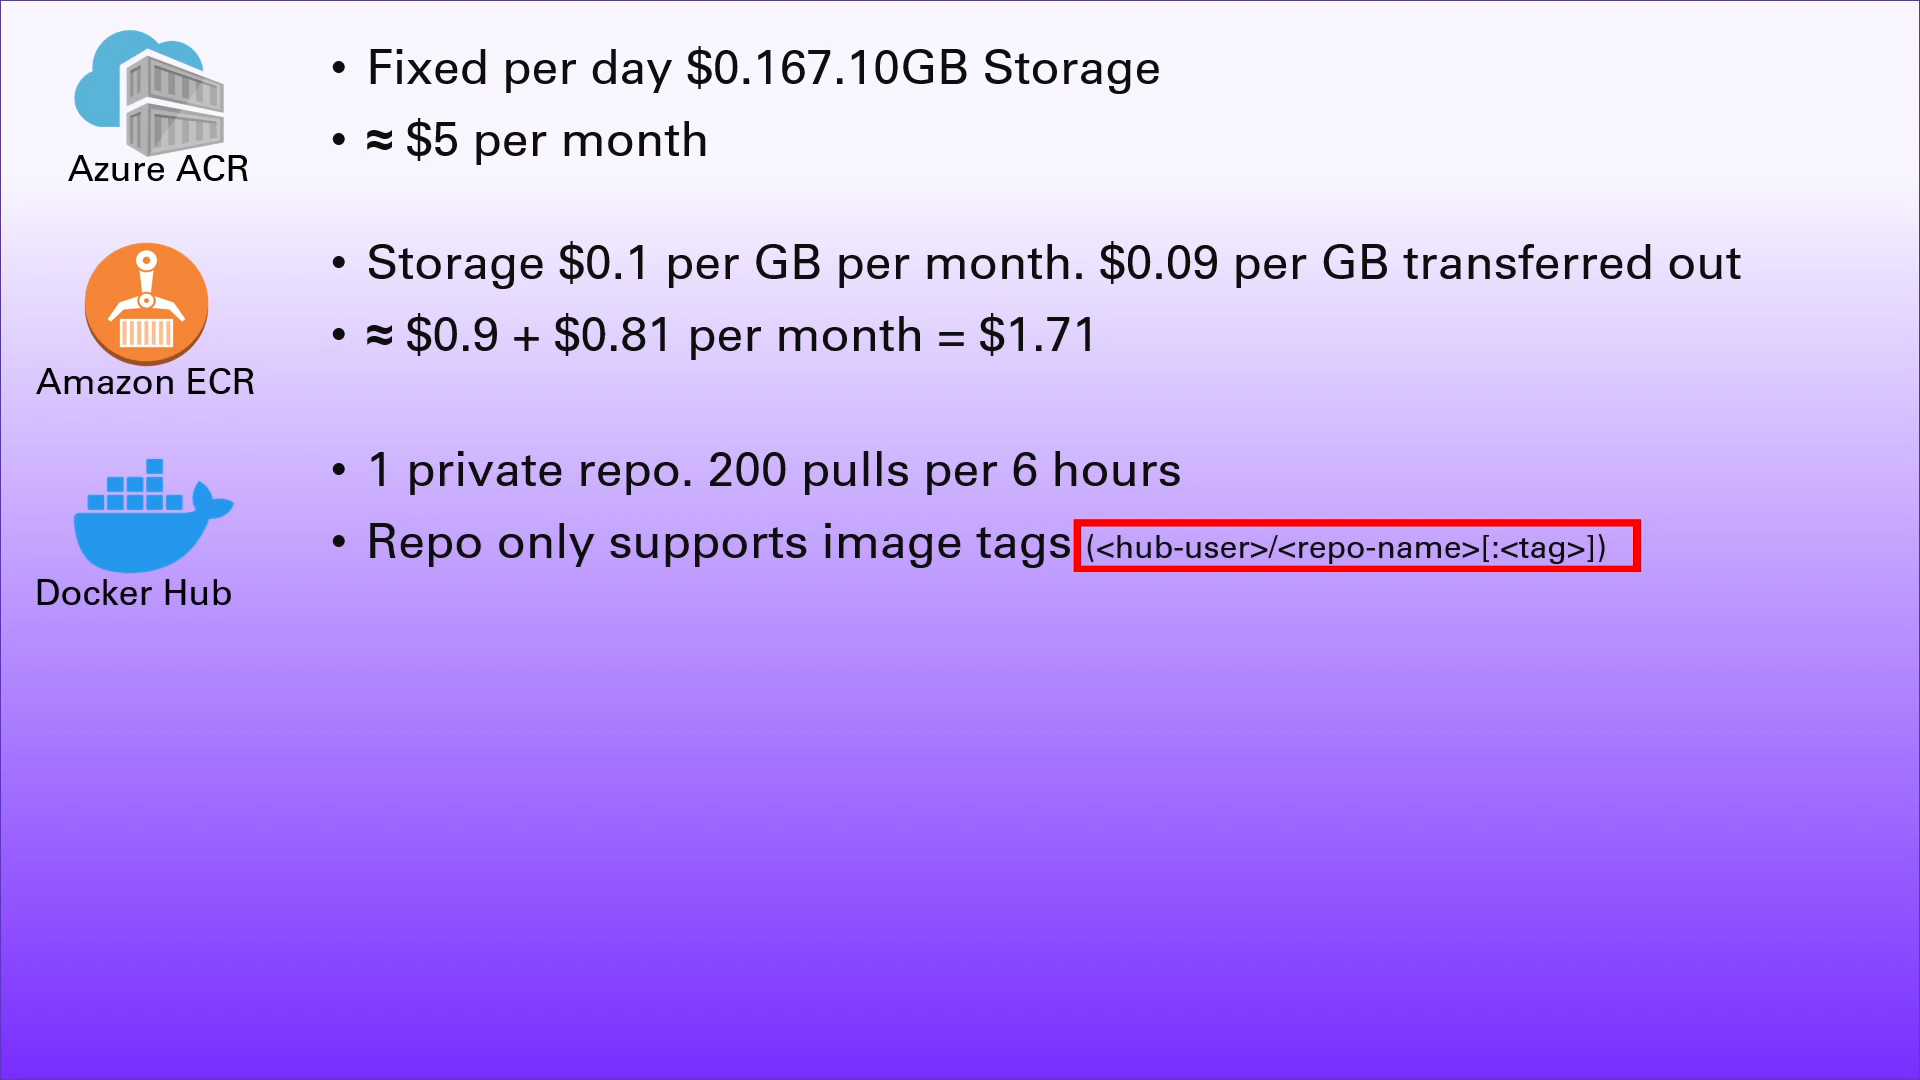 • Fixed per day $0.167.10GB Storage
• ≈ $5 per month
Azure ACR
• Storage $0.1 per GB per month. $0.09 per GB transferred out
• ≈ $0.9 + $0.81 per month = $1.71
Amazon ECR
• 1 private repo. 200 pulls per 6 hours
• Repo only supports image tags (<hub-user>/<repo-name>[:<tag>])
Docker Hub